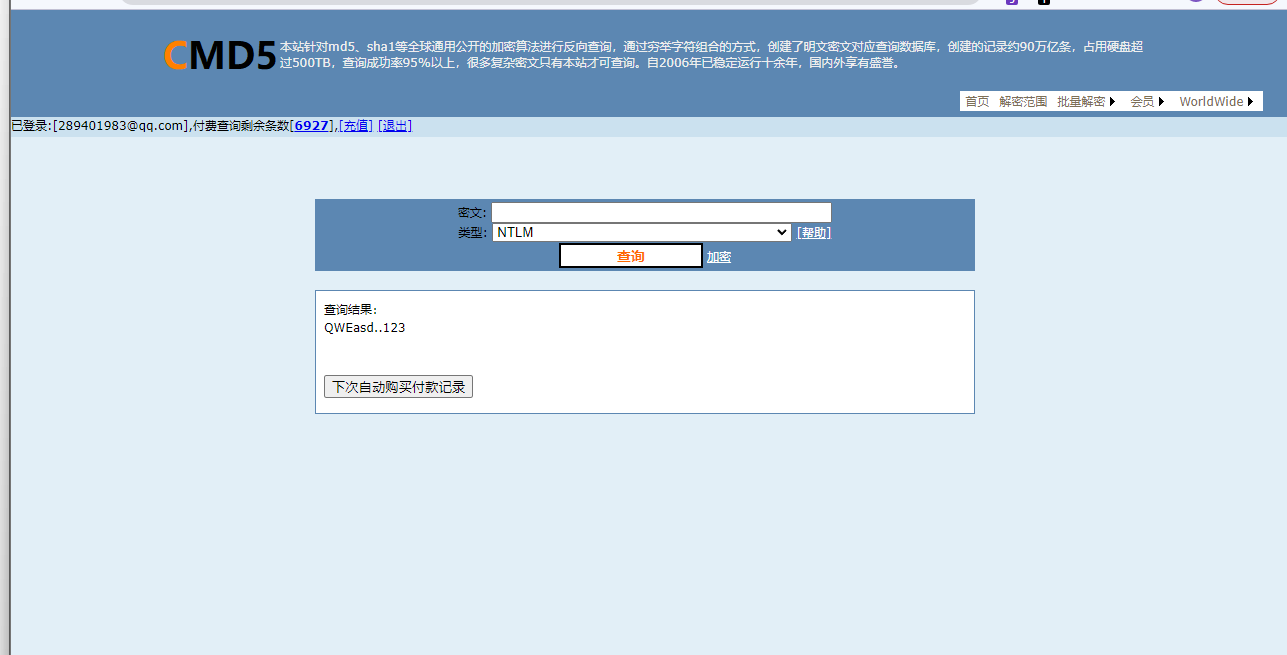 CMD5
本站针对md5、sha1等全球通用公开的加密算法进行反向查询，通过穷举字符组合的方式，创建了明文密文对应查询数据库，创建的记录约90万亿条，占用硬盘超
过500TB，查询成功率95%以上，很多复杂密文只有本站才可查询。自2006年已稳定运行十余年，国内外享有盛誉。
首页 解密范围 批量解密 会员 WorldWide
已登录:[289401983@qq.com],付费查询剩余条数[6927],[充值] [退出]
密文:
类型: NTLM [帮助]
查询 加密
查询结果:
QWEasd..123
下次自动购买付款记录